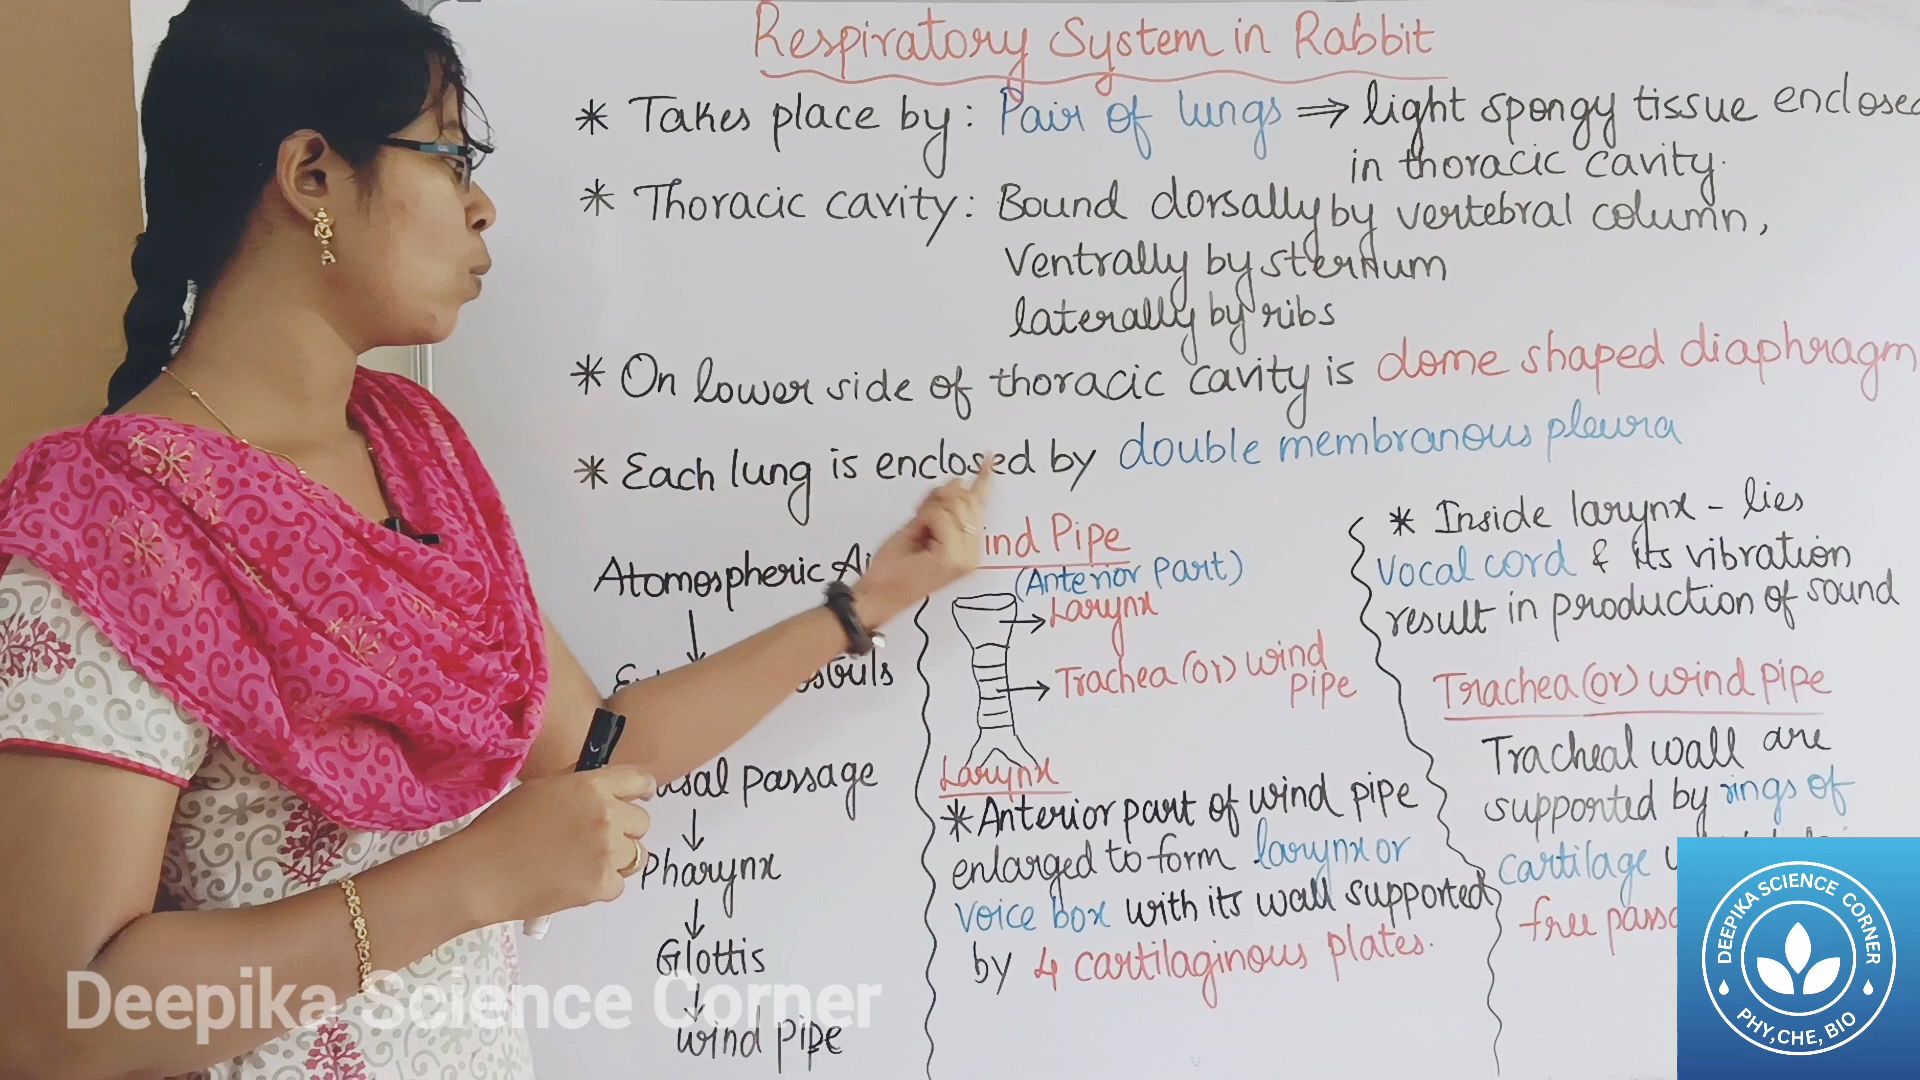 Respiratory System in Rabbit
* Takes place by: Pair of lungs ⇒ light spongy tissue enclosed
in thoracic cavity.
* Thoracic cavity: Bound dorsally by vertebral column,
Ventrally by sternum
laterally by ribs
* On lower side of thoracic cavity is dome shaped diaphragm
* Each lung is enclosed by double membranous pleura
Atomospheric
↓
↓
passage
↓
Pharynx
↓
Glottis
↓
wind pipe
Pipe
(Anterior part)
→ Larynx
→ Trachea (or) wind
pipe
Larynx
* Anterior part of wind pipe
enlarged to form larynx or
voice box with its wall supported
by 4 cartilaginous plates.
* Inside larynx - lies
vocal cord & its vibration
result in production of sound
Trachea (or) wind pipe
Tracheal wall are
supported by rings of
cartilage
free
Deepika Science Corner
DEEPIKA SCIENCE CORNER
PHY, CHE, BIO